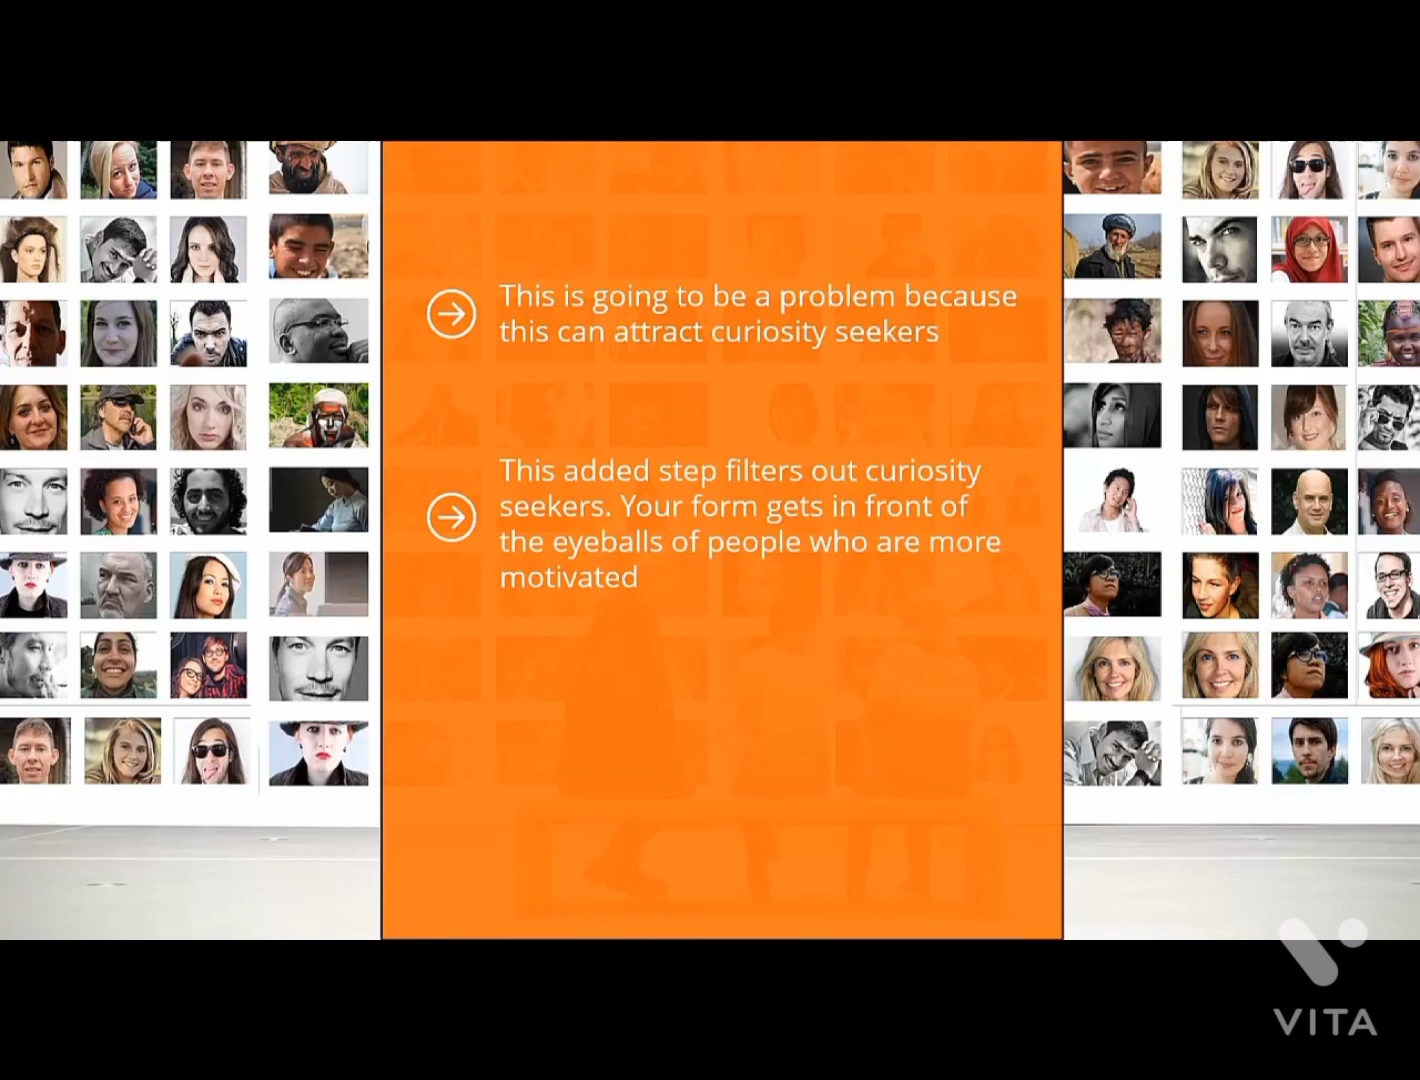 This is going to be a problem because
this can attract curiosity seekers
This added step filters out curiosity
seekers. Your form gets in front of
the eyeballs of people who are more
motivated
VITA